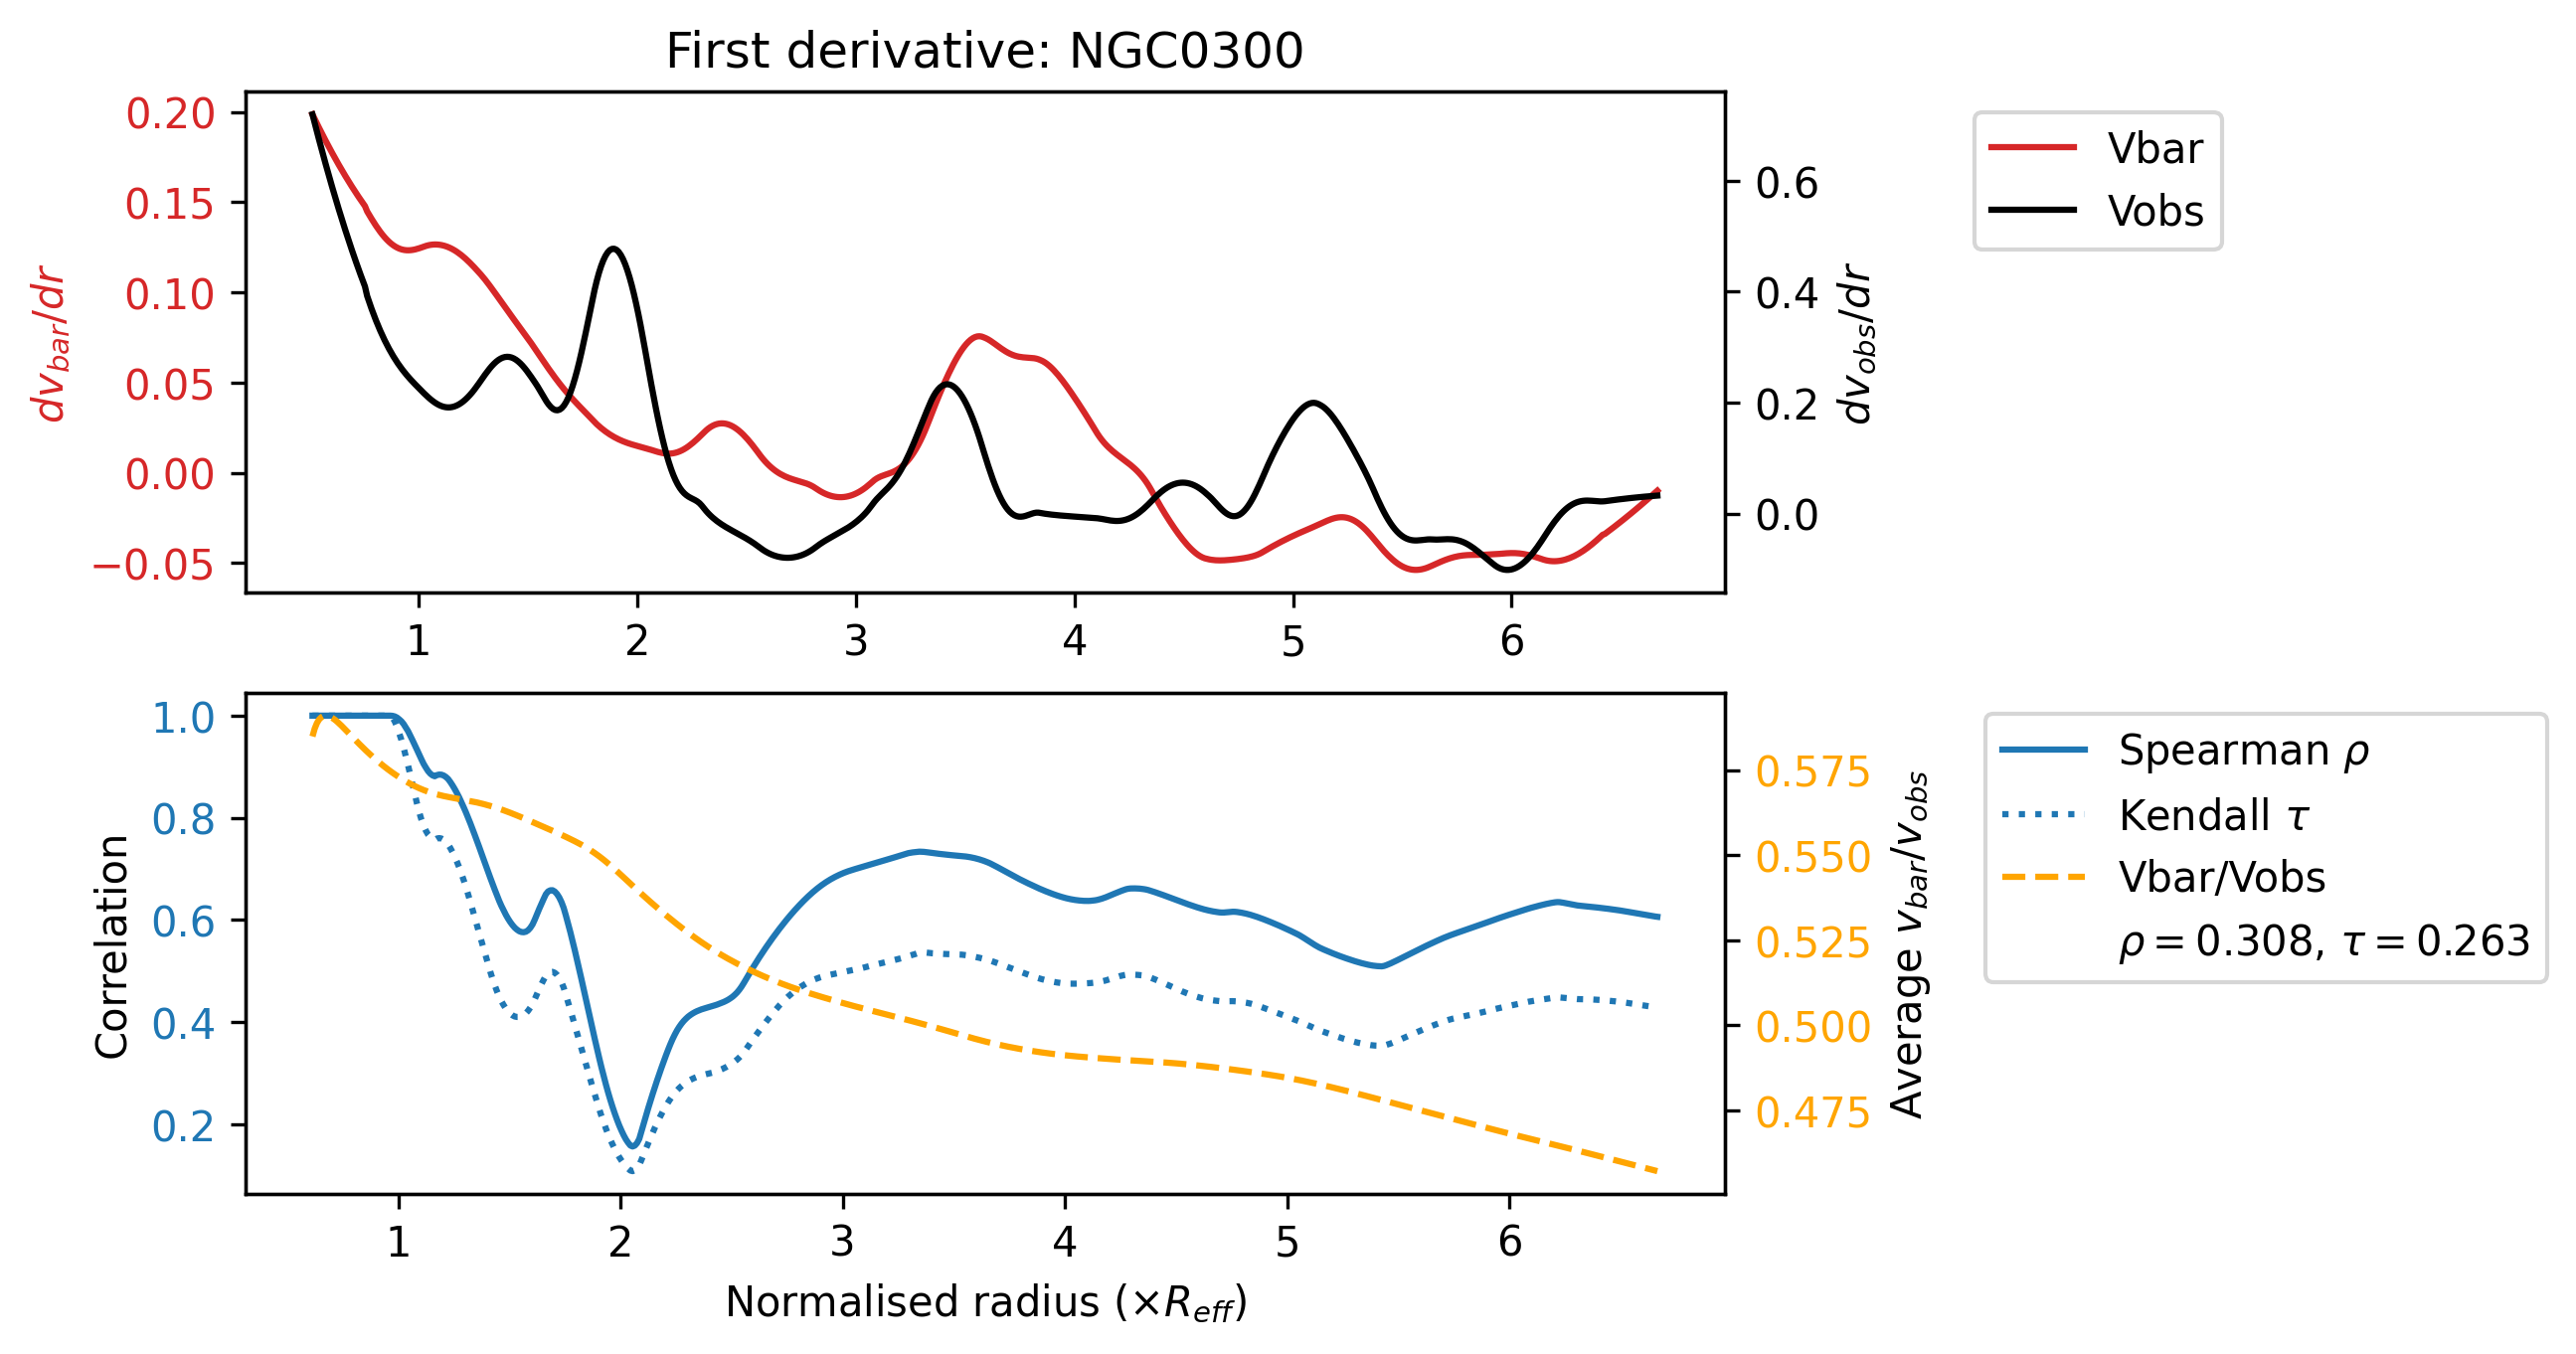 First derivative: NGC0300
0.20
0.15
0.10
0.05
0.00
−0.05
dv_bar/dr
0.6
0.4
0.2
0.0
dv_obs/dr
1 2 3 4 5 6
Vbar
Vobs
1.0
0.8
0.6
0.4
0.2
Correlation
0.575
0.550
0.525
0.500
0.475
Average v_bar/v_obs
1 2 3 4 5 6
Normalised radius (×R_eff)
Spearman ρ
Kendall τ
Vbar/Vobs
ρ = 0.308, τ = 0.263